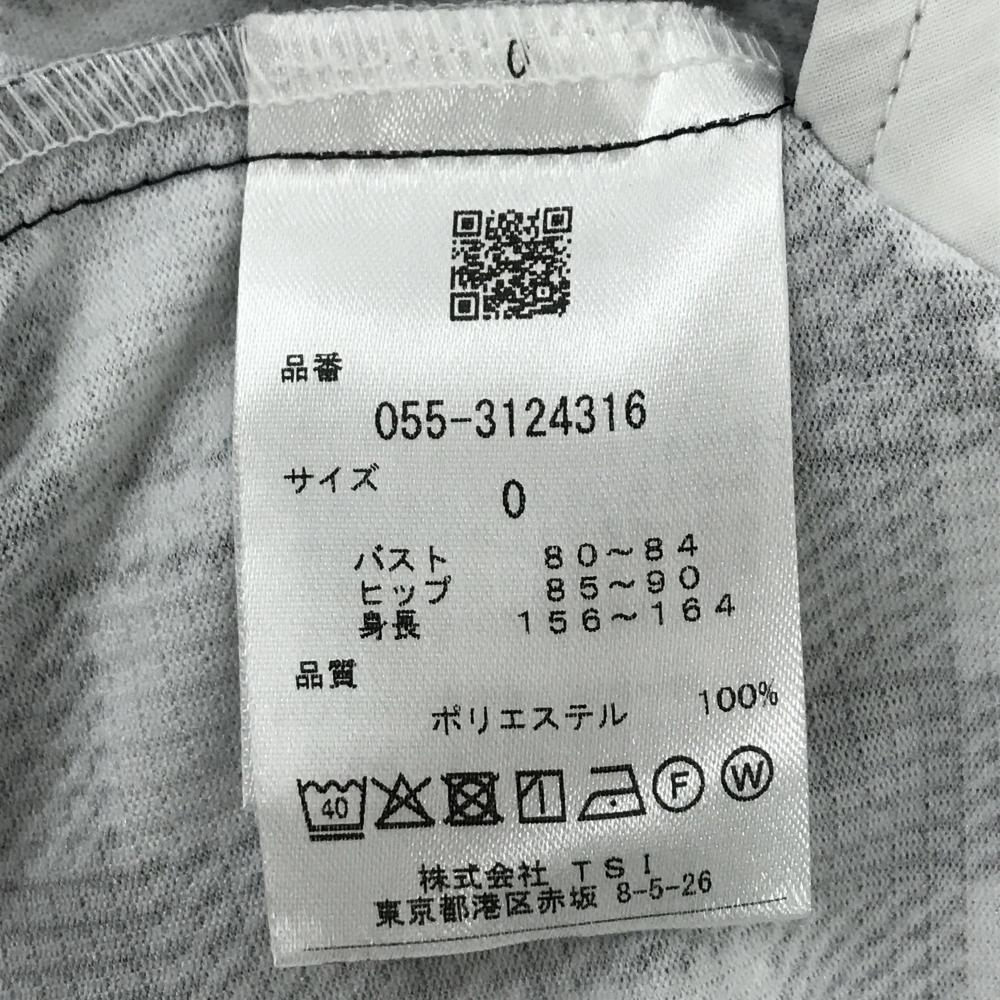 0
品番
055-3124316
サイズ
0
バスト 80~84
ヒップ 85~90
身長 156~164
品質
ポリエステル 100%
40 F W
株式会社 TSI
東京都港区赤坂 8-5-26